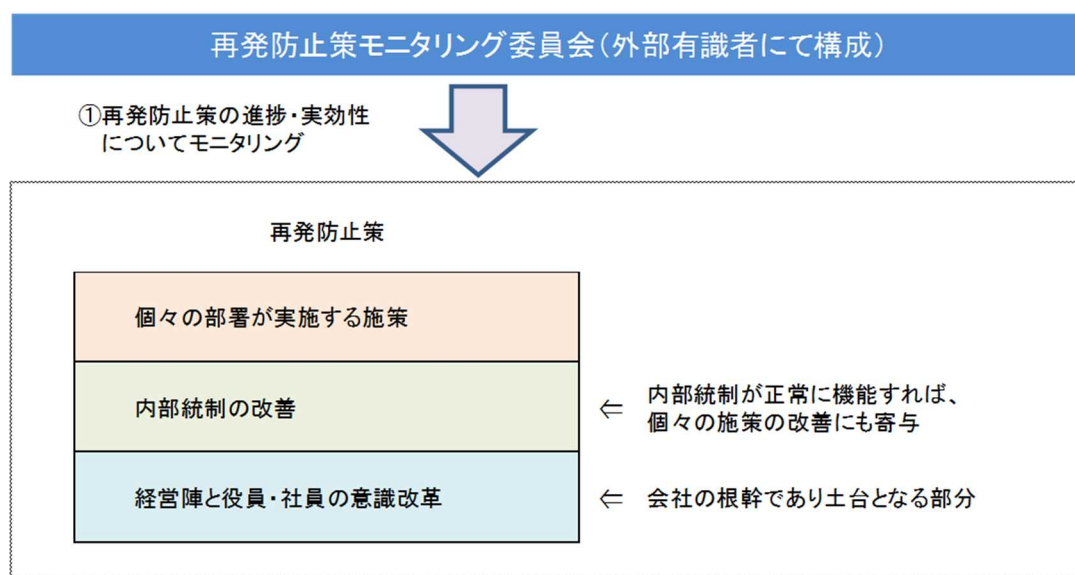 再発防止策モニタリング委員会（外部有識者にて構成）
①再発防止策の進捗・実効性
についてモニタリング
再発防止策
個々の部署が実施する施策
内部統制の改善
⇐ 内部統制が正常に機能すれば、
個々の施策の改善にも寄与
経営陣と役員・社員の意識改革
⇐ 会社の根幹であり土台となる部分